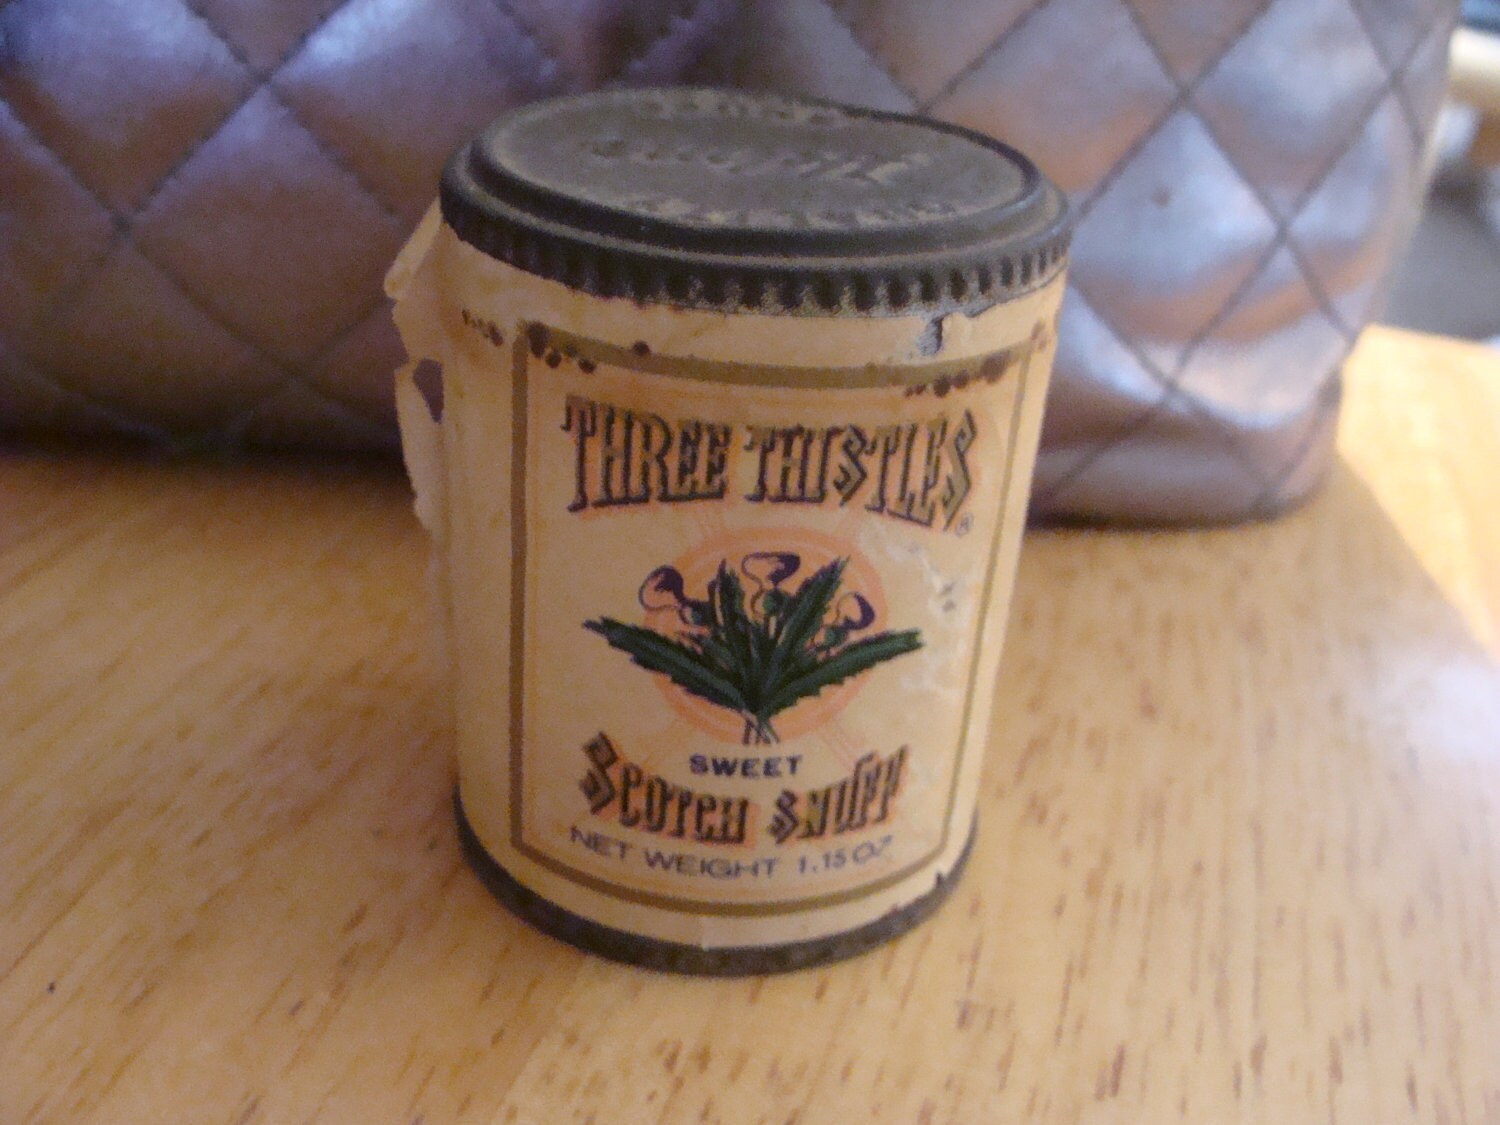 THREE THISTLES®
SWEET
SCOTCH SNUFF
NET WEIGHT 1.15 OZ